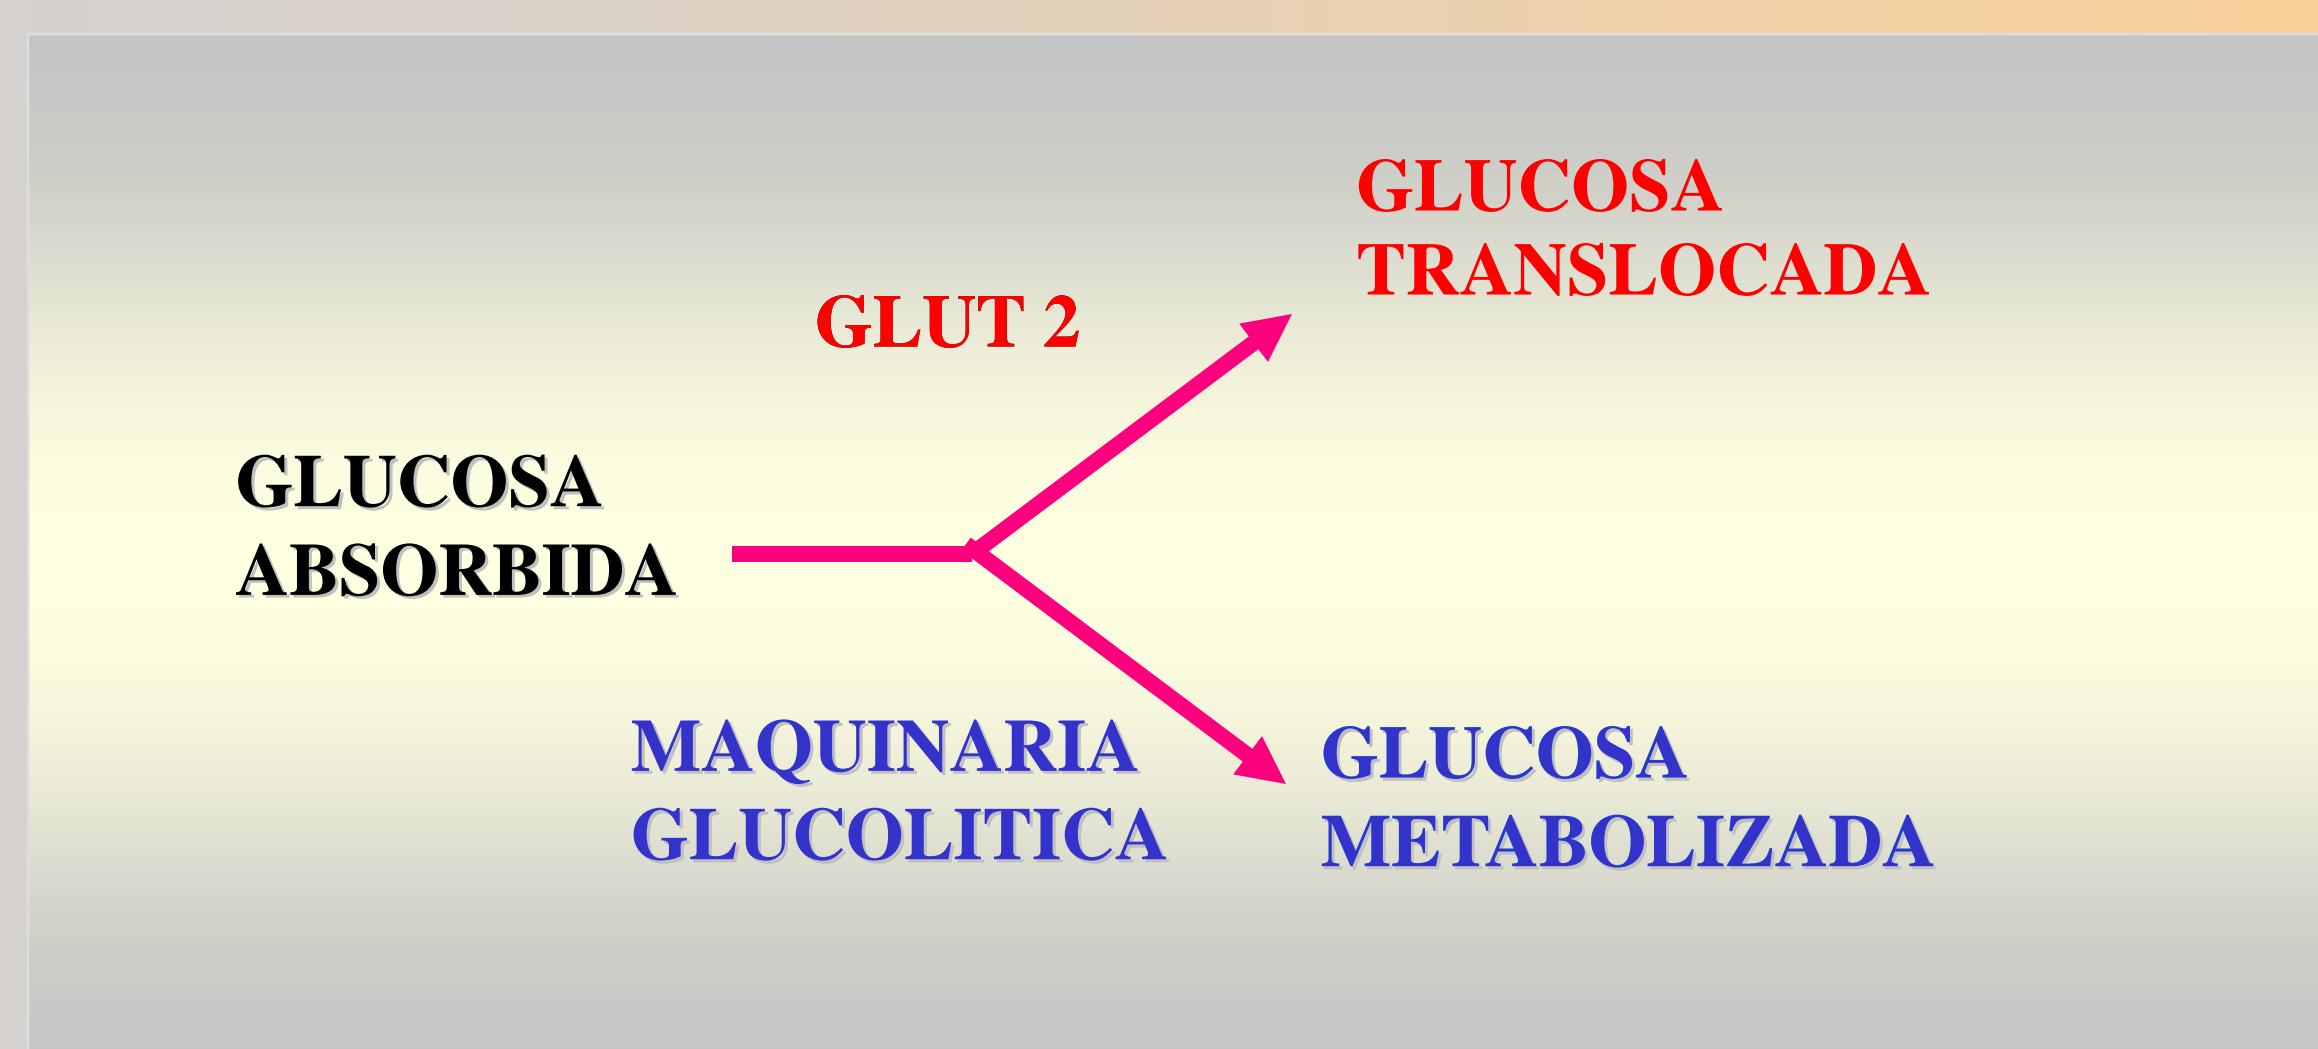 GLUCOSA
TRANSLOCADA
GLUT 2
GLUCOSA
ABSORBIDA
MAQUINARIA
GLUCOLITICA
GLUCOSA
METABOLIZADA